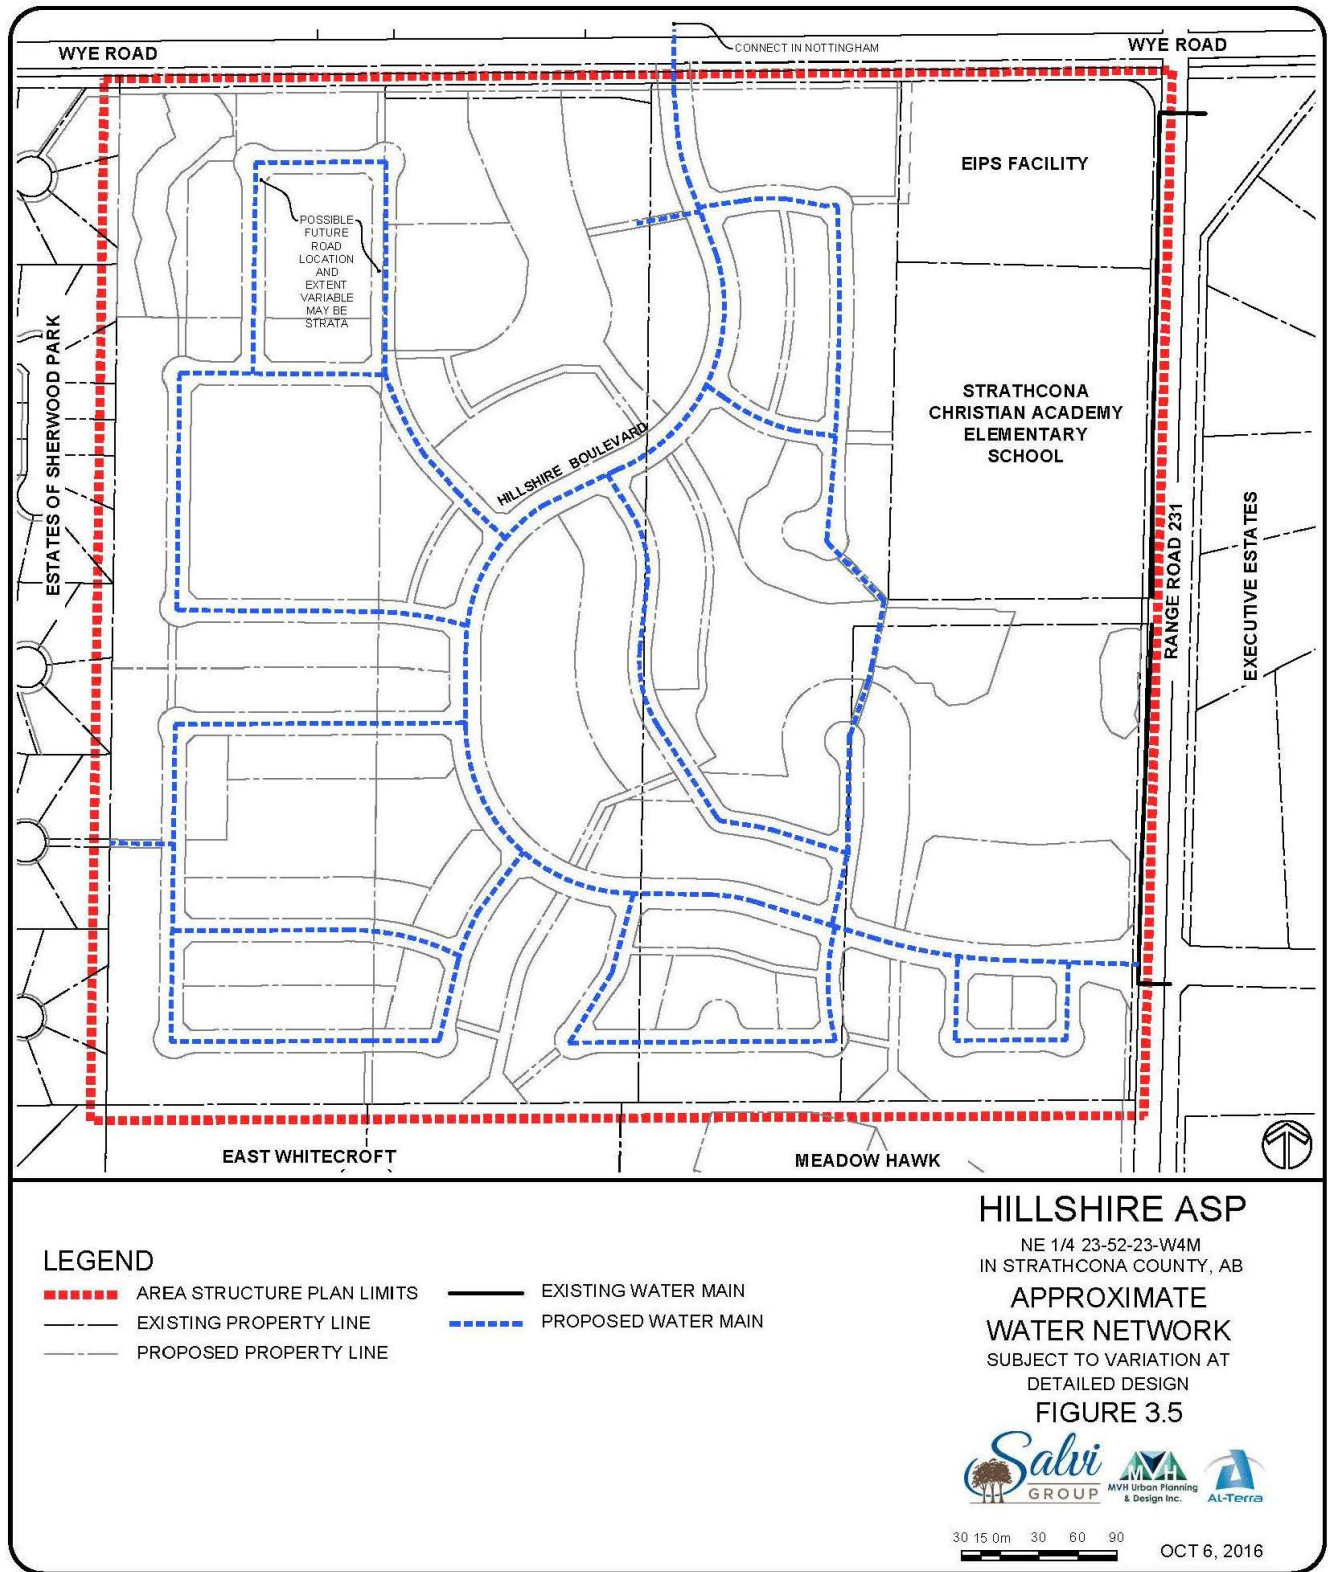 WYE ROAD
CONNECT IN NOTTINGHAM
WYE ROAD
EIPS FACILITY
POSSIBLE
FUTURE
ROAD
LOCATION
AND
EXTENT
VARIABLE
MAY BE
STRATA
ESTATES OF SHERWOOD PARK
STRATHCONA
CHRISTIAN ACADEMY
ELEMENTARY
SCHOOL
HILLSHIRE BOULEVARD
RANGE ROAD 231
EXECUTIVE ESTATES
EAST WHITECROFT
MEADOW HAWK
LEGEND
AREA STRUCTURE PLAN LIMITS
EXISTING PROPERTY LINE
PROPOSED PROPERTY LINE
EXISTING WATER MAIN
PROPOSED WATER MAIN
HILLSHIRE ASP
NE 1/4 23-52-23-W4M
IN STRATHCONA COUNTY, AB
APPROXIMATE
WATER NETWORK
SUBJECT TO VARIATION AT
DETAILED DESIGN
FIGURE 3.5
Salvi
GROUP
MVH
MVH Urban Planning
& Design Inc.
AL-Terra
30 15 0m 30 60 90
OCT 6, 2016